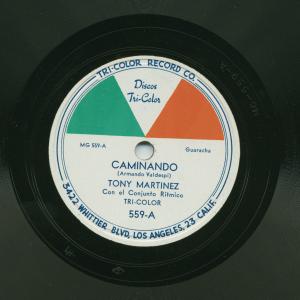 TRI-COLOR RECORD CO.
Discos
Tri-Color
MG 559-A
Guaracha
CAMINANDO
(Armando Valdespi)
TONY MARTINEZ
Con el Conjunto Ritmico
TRI-COLOR
559-A
3422 WHITTIER BLVD, LOS ANGELES, 23 CALIF.